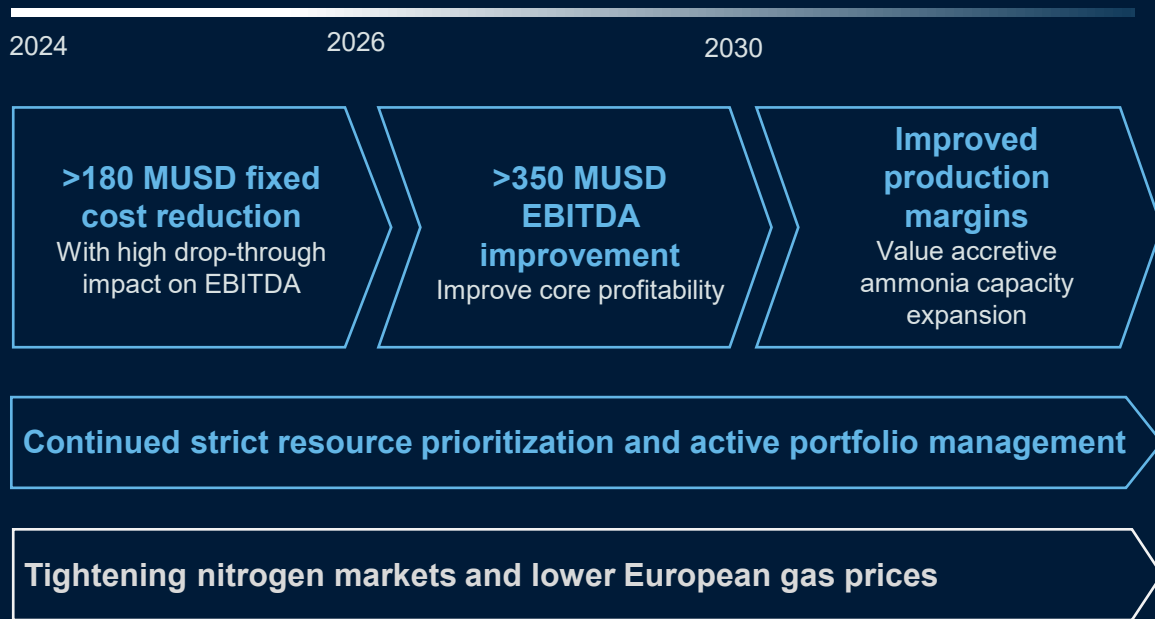 2024
2026
2030
>180 MUSD fixed
cost reduction
With high drop-through
impact on EBITDA
>350 MUSD
EBITDA
improvement
Improve core profitability
Improved
production
margins
Value accretive
ammonia capacity
expansion
Continued strict resource prioritization and active portfolio management
Tightening nitrogen markets and lower European gas prices